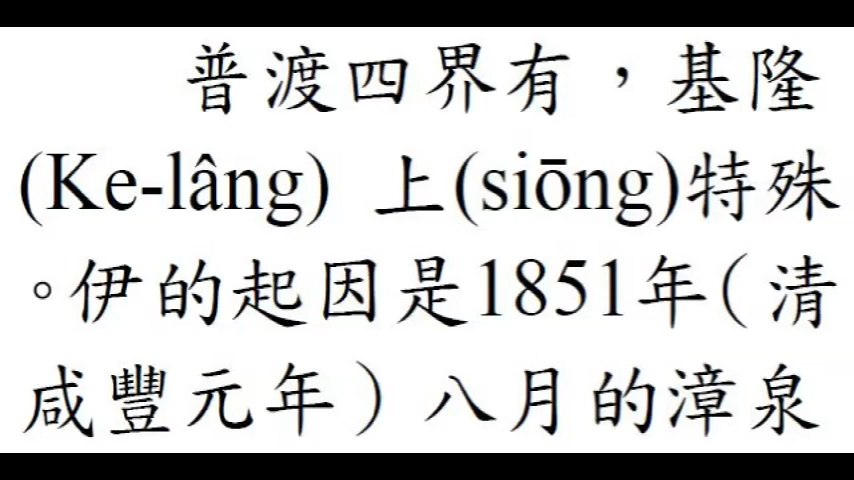 普渡四界有，基隆
(Ke-lâng) 上(siōng)特殊
。伊的起因是1851年（清
咸豐元年）八月的漳泉